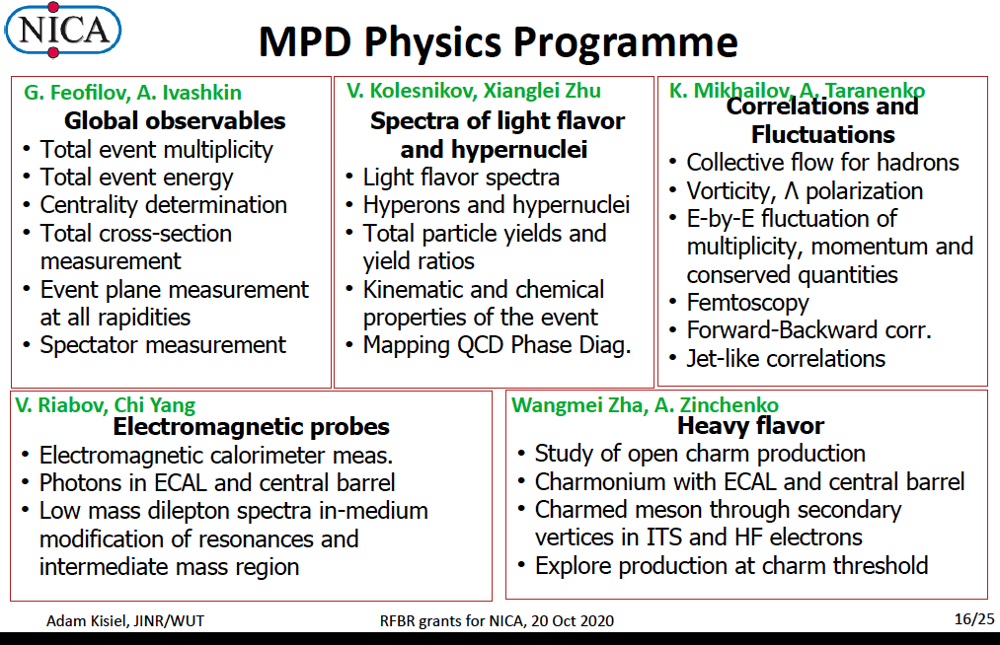 NICA
MPD Physics Programme
G. Feofilov, A. Ivashkin
Global observables
• Total event multiplicity
• Total event energy
• Centrality determination
• Total cross-section
measurement
• Event plane measurement
at all rapidities
• Spectator measurement
V. Kolesnikov, Xianglei Zhu
Spectra of light flavor
and hypernuclei
• Light flavor spectra
• Hyperons and hypernuclei
• Total particle yields and
yield ratios
• Kinematic and chemical
properties of the event
• Mapping QCD Phase Diag.
K. Mikhailov, A. Taranenko
Correlations and
Fluctuations
• Collective flow for hadrons
• Vorticity, Λ polarization
• E-by-E fluctuation of
multiplicity, momentum and
conserved quantities
• Femtoscopy
• Forward-Backward corr.
• Jet-like correlations
V. Riabov, Chi Yang
Electromagnetic probes
• Electromagnetic calorimeter meas.
• Photons in ECAL and central barrel
• Low mass dilepton spectra in-medium
modification of resonances and
intermediate mass region
Wangmei Zha, A. Zinchenko
Heavy flavor
• Study of open charm production
• Charmonium with ECAL and central barrel
• Charmed meson through secondary
vertices in ITS and HF electrons
• Explore production at charm threshold
Adam Kisiel, JINR/WUT
RFBR grants for NICA, 20 Oct 2020
16/25